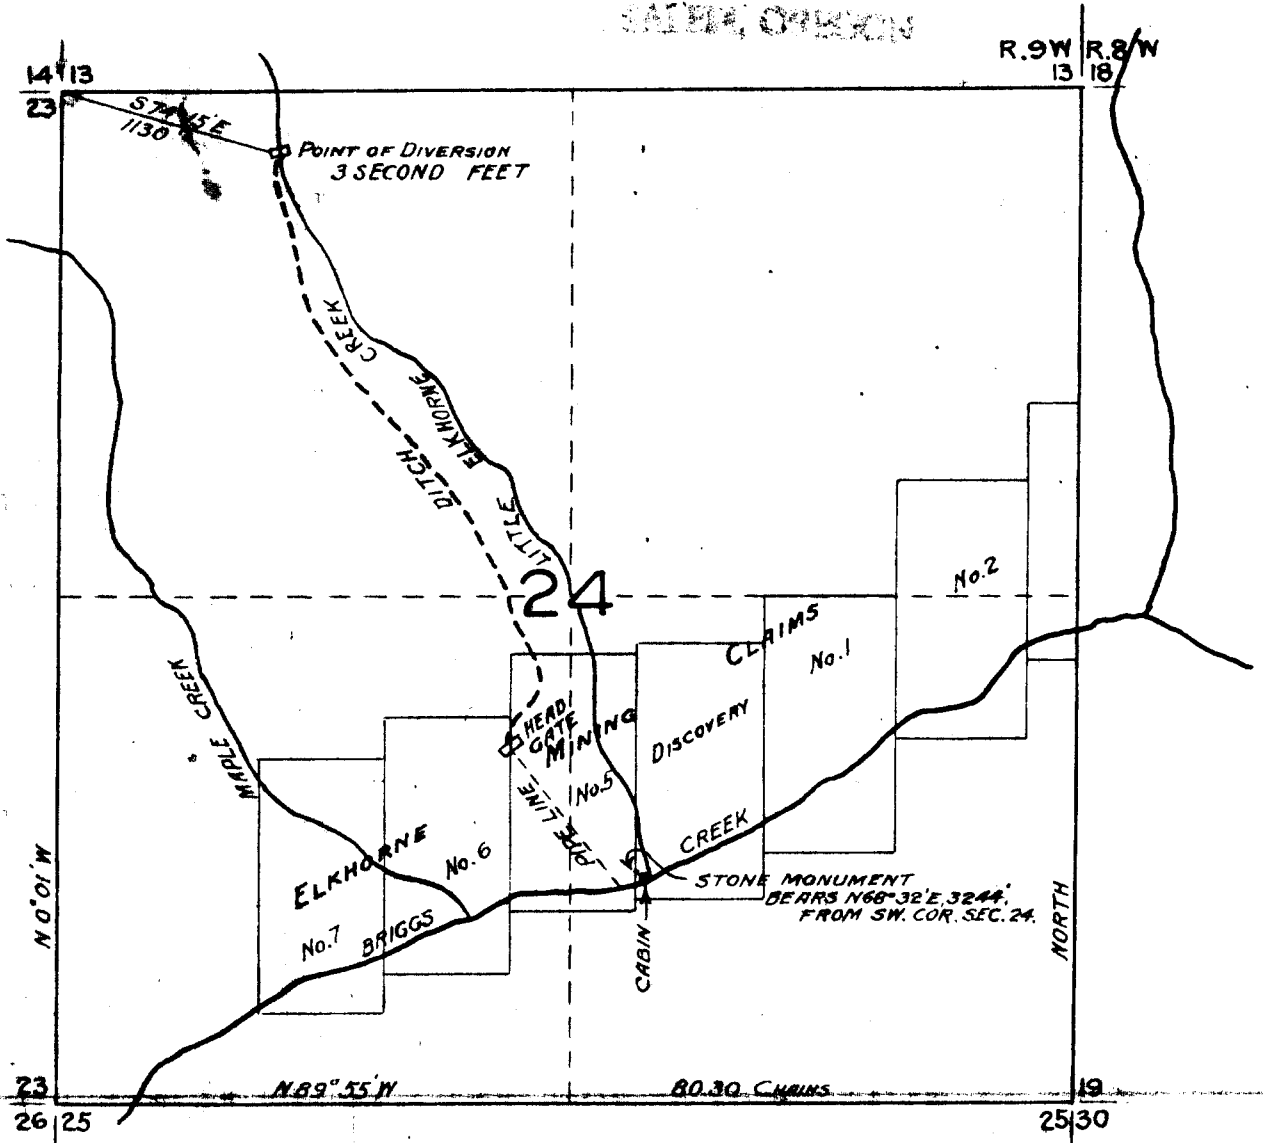 SALEM, OREGON
R.9W R.8W
14 13
13 18
23
S 74° 15' E
1130
POINT OF DIVERSION
3 SECOND FEET
CREEK
ELKHORNE
LITTLE
DITCH
24
No. 2
CLAIMS
No. 1
MAPLE CREEK
HEAD
GATE
MINING
DISCOVERY
No. 5
PIPE LINE
CREEK
ELKHORNE
No. 6
STONE MONUMENT
BEARS N68°32'E, 3244',
FROM SW. COR. SEC. 24.
No. 7
BRIGGS
CABIN
N 0° 01' W
NORTH
23
N 89° 55' W
80.30 CHAINS
19
26 25
25 30